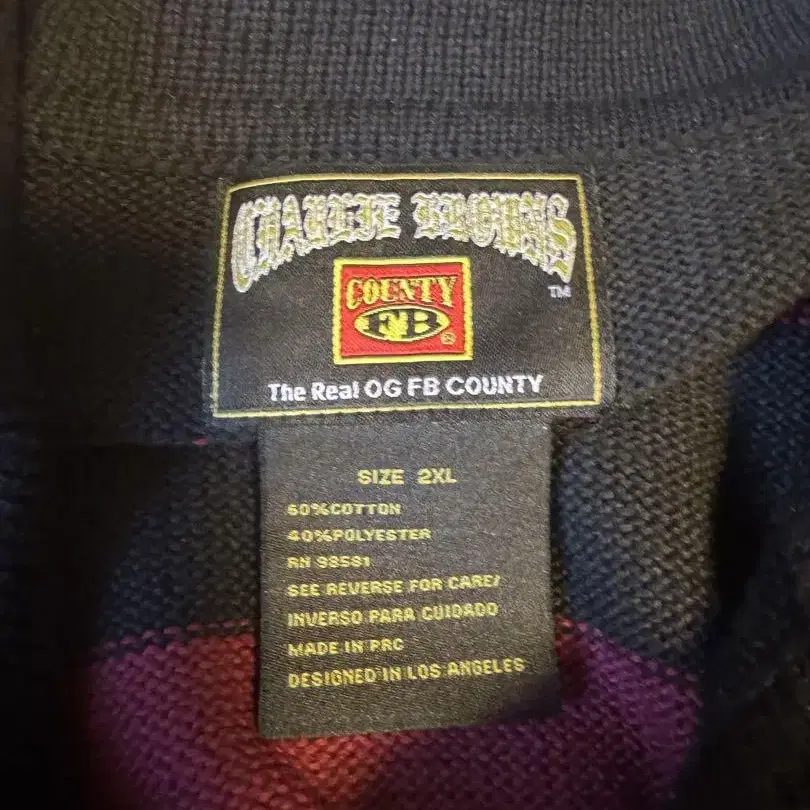 CHARLIE BROWNS
TM
COUNTY
FB
®
The Real OG FB COUNTY
SIZE 2XL
60%COTTON
40%POLYESTER
RN 98581
SEE REVERSE FOR CARE/
INVERSO PARA CUIDADO
MADE IN PRC
DESIGNED IN LOS ANGELES